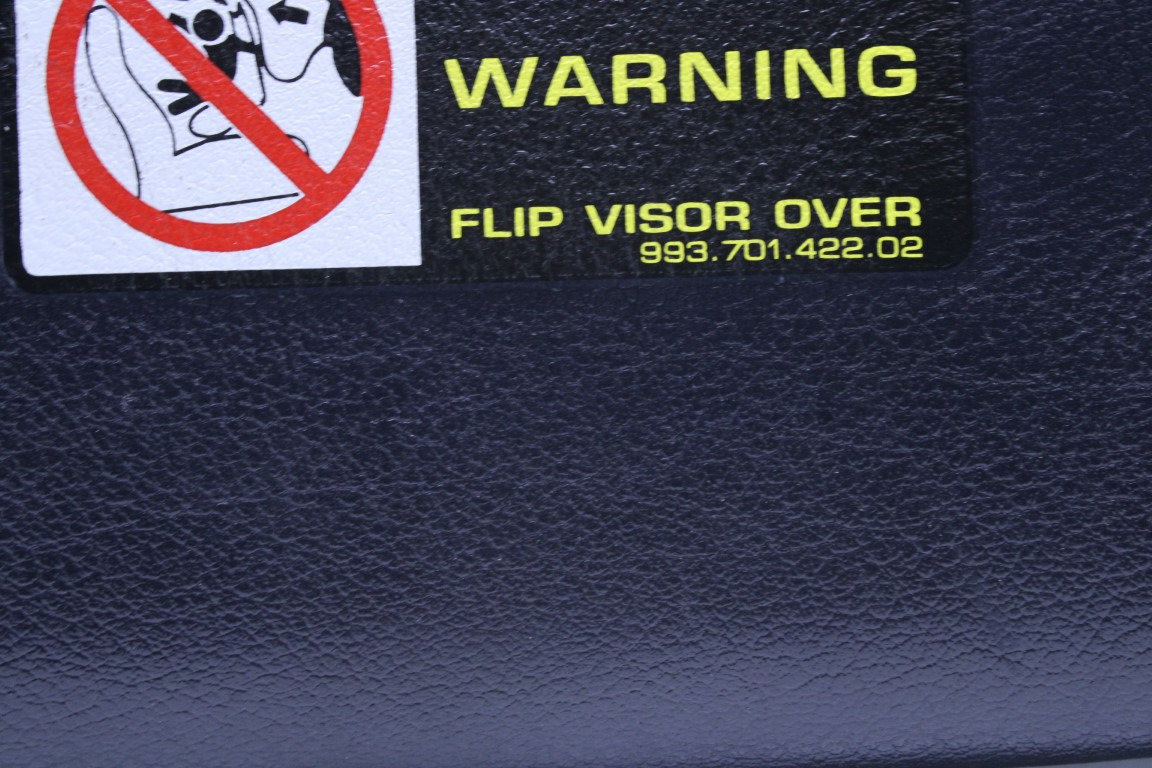 WARNING
FLIP VISOR OVER
993.701.422.02